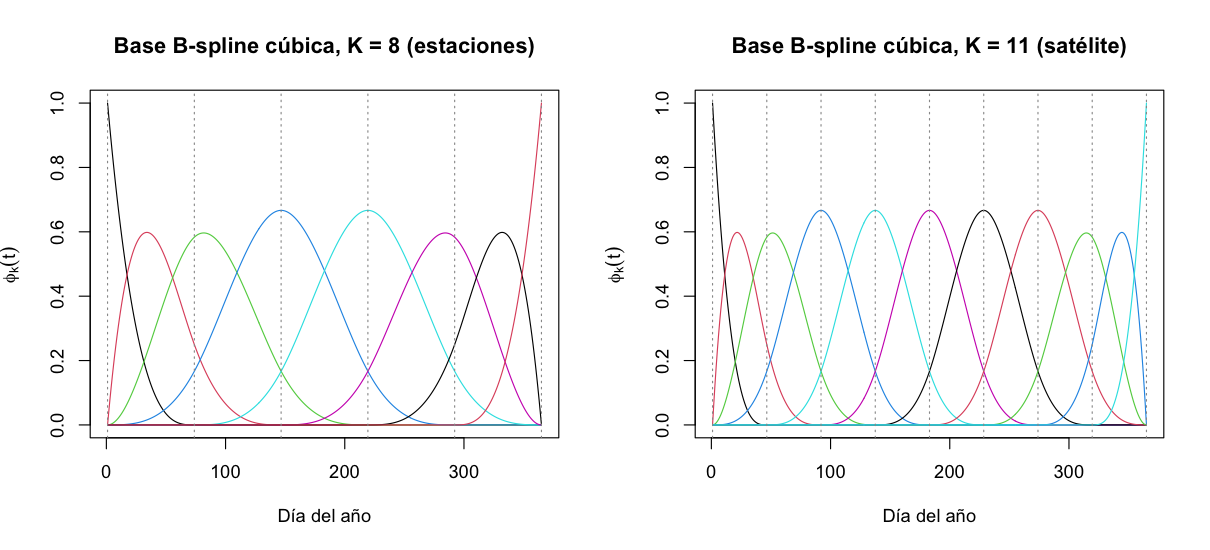 Base B-spline cúbica, K = 8 (estaciones)
ϕk(t)
1.0
0.8
0.6
0.4
0.2
0.0
0 100 200 300
Día del año
Base B-spline cúbica, K = 11 (satélite)
ϕk(t)
1.0
0.8
0.6
0.4
0.2
0.0
0 100 200 300
Día del año